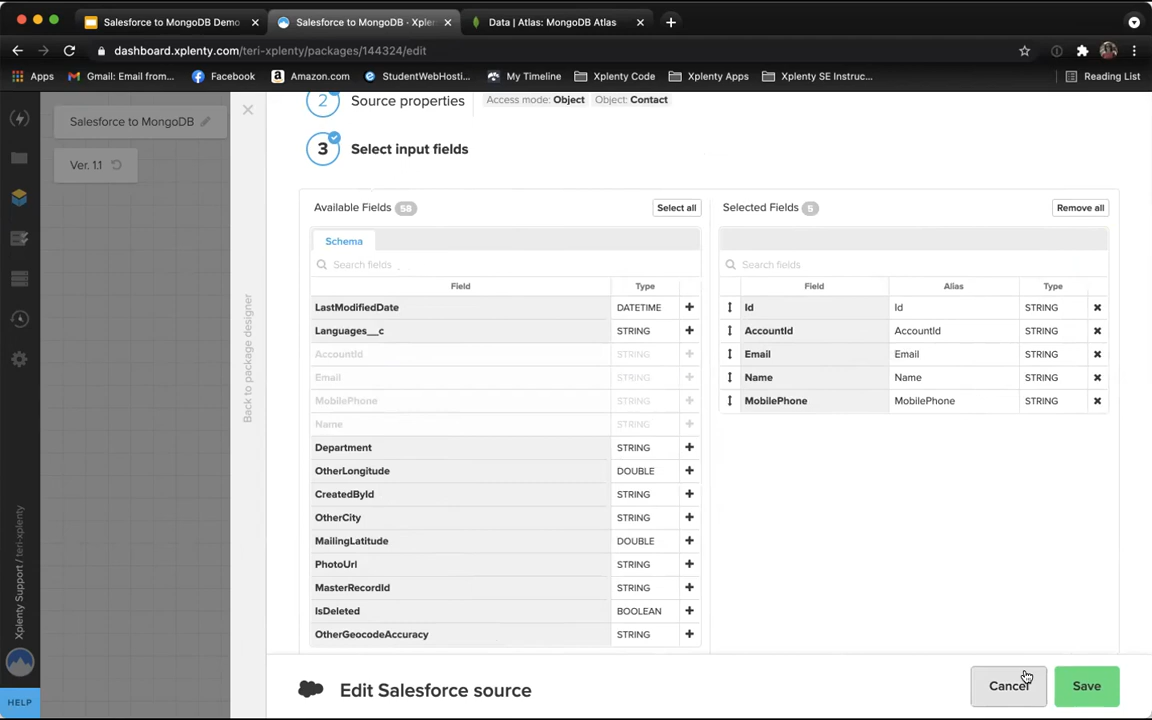 Salesforce to MongoDB Demo
Salesforce to MongoDB · Xplen
Data | Atlas: MongoDB Atlas
dashboard.xplenty.com/teri-xplenty/packages/144324/edit
Apps
Gmail: Email from...
Facebook
Amazon.com
StudentWebHosti...
My Timeline
Xplenty Code
Xplenty Apps
Xplenty SE Instruc...
Reading List
Salesforce to MongoDB
Ver. 1.1
Back to package designer
Xplenty Support / teri-xplenty
HELP
2 Source properties Access mode: Object Object: Contact
3 Select input fields
Available Fields 58 Select all
Schema
Search fields
Field Type
LastModifiedDate DATETIME
Languages__c STRING
AccountId STRING
Email STRING
MobilePhone STRING
Name STRING
Department STRING
OtherLongitude DOUBLE
CreatedById STRING
OtherCity STRING
MailingLatitude DOUBLE
PhotoUrl STRING
MasterRecordId STRING
IsDeleted BOOLEAN
OtherGeocodeAccuracy STRING
Selected Fields 5 Remove all
Search fields
Field Alias Type
Id Id STRING
AccountId AccountId STRING
Email Email STRING
Name Name STRING
MobilePhone MobilePhone STRING
Edit Salesforce source
Cancel
Save